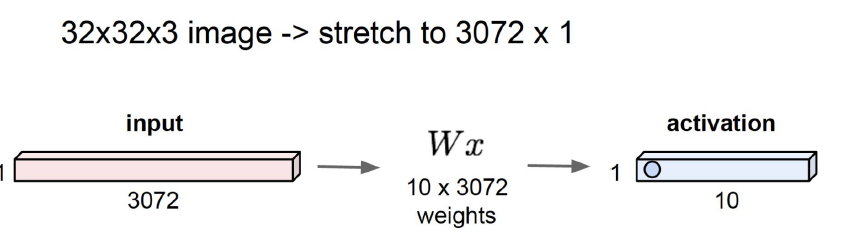 32x32x3 image -> stretch to 3072 x 1
input
activation
1
3072
Wx
10 x 3072
weights
1
10